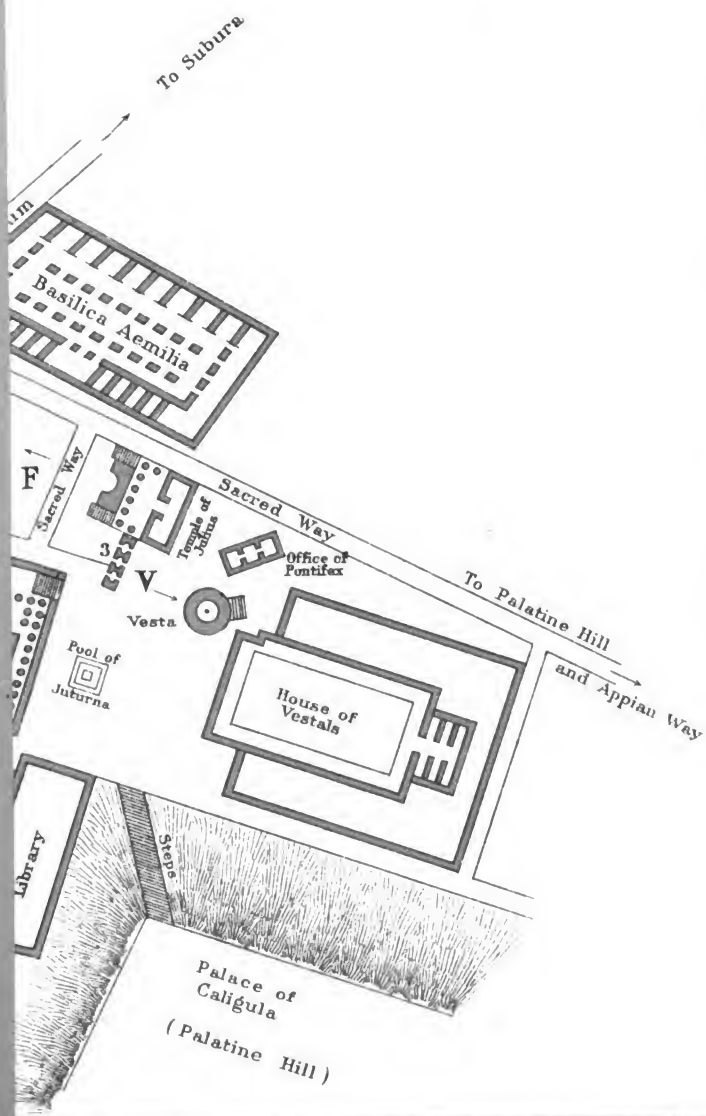 To Subura
Basilica Aemilia
F
Sacred Way
Sacred Way
Temple of
Julius
3
Office of
Pontifex
V
Vesta
To Palatine Hill
and Appian Way
Pool of
Juturna
House of
Vestals
Library
Steps
Palace of
Caligula
(Palatine Hill)